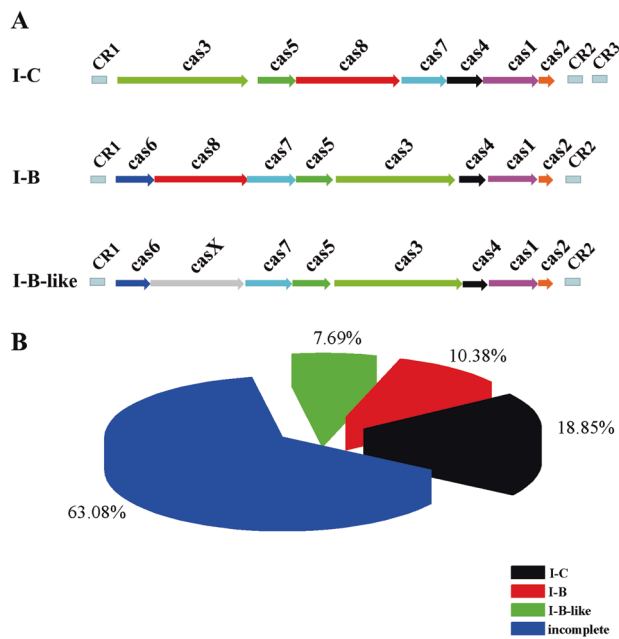 A
I-C CR1 cas3 cas5 cas8 cas7 cas4 cas1 cas2 CR2 CR3
I-B CR1 cas6 cas8 cas7 cas5 cas3 cas4 cas1 cas2 CR2
I-B-like CR1 cas6 casX cas7 cas5 cas3 cas4 cas1 cas2 CR2
B
7.69%
10.38%
18.85%
63.08%
I-C
I-B
I-B-like
incomplete